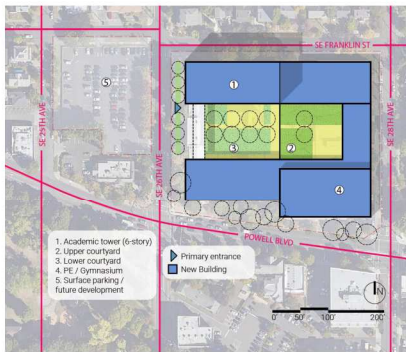 SE FRANKLIN ST
SE 25TH AVE
SE 26TH AVE
SE 28TH AVE
POWELL BLVD
1
2
3
4
5
1. Academic tower (6-story)
2. Upper courtyard
3. Lower courtyard
4. PE / Gymnasium
5. Surface parking /
future development
Primary entrance
New Building
N
0' 50' 100' 200'